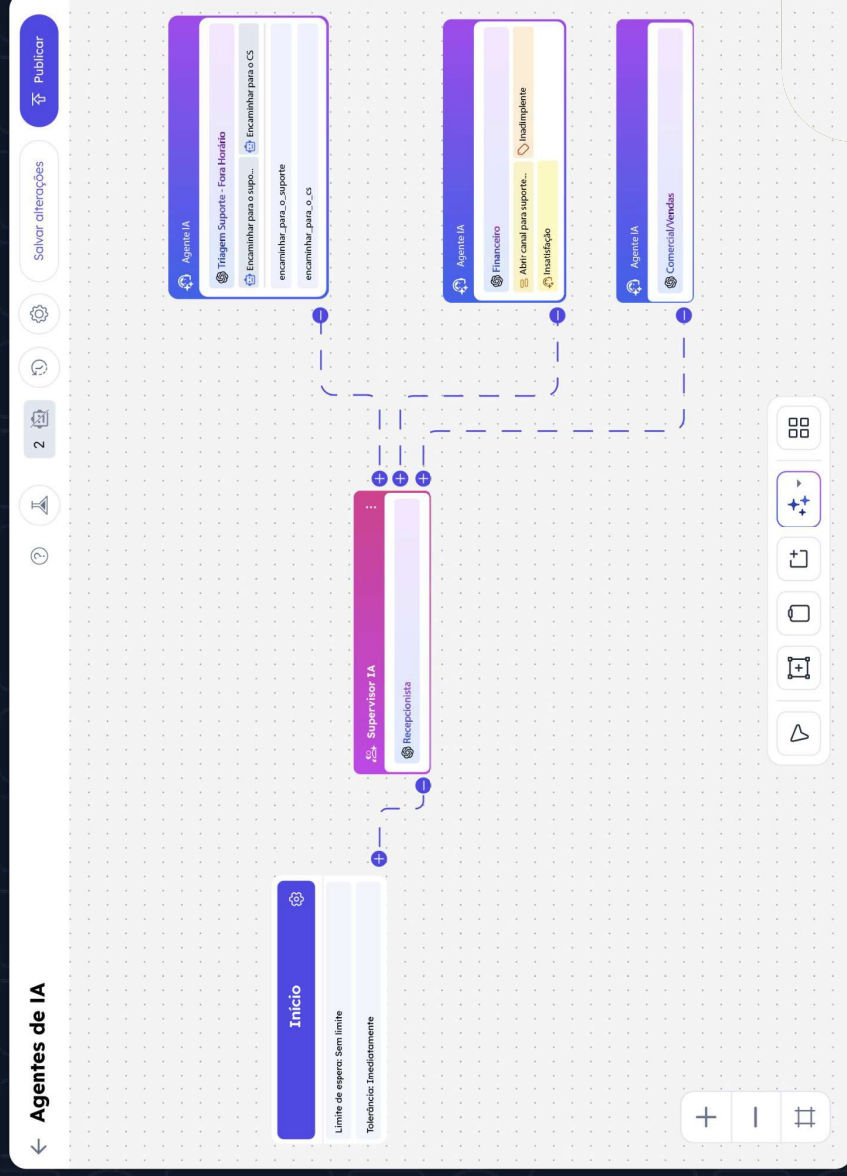 Agentes de IA
2
Salvar alterações
Publicar
Início
Limite de espera: Sem limite
Tolerância: Imediatamente
Supervisor IA
Recepcionista
Agente IA
Triagem Suporte - Fora Horário
Encaminhar para o supo...
Encaminhar para o CS
encaminhar_para_o_suporte
encaminhar_para_o_cs
Agente IA
Financeiro
Abrir canal para suporte...
Inadimplente
Insatisfação
Agente IA
Comercial/Vendas